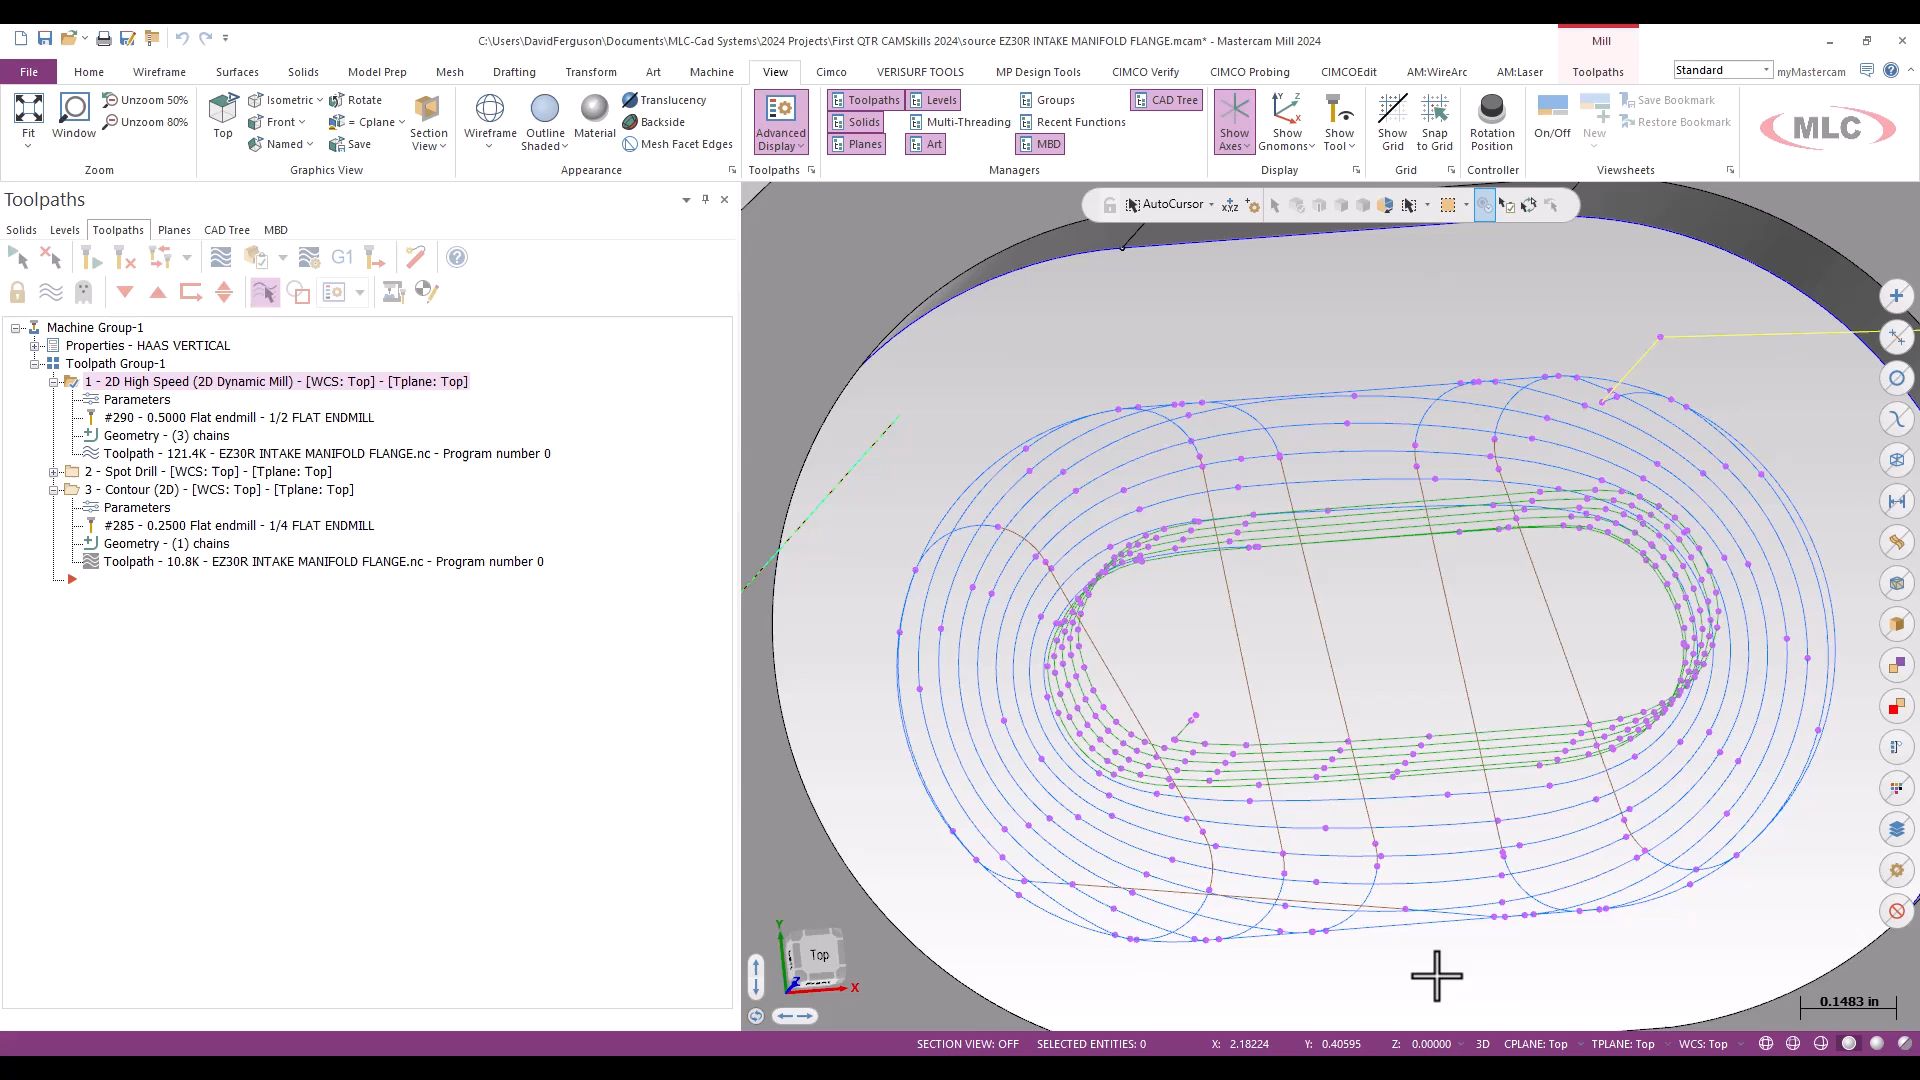 C:\Users\DavidFerguson\Documents\MLC-Cad Systems\2024 Projects\First QTR CAMSkills 2024\source EZ30R INTAKE MANIFOLD FLANGE.mcam* - Mastercam Mill 2024
Mill
File Home Wireframe Surfaces Solids Model Prep Mesh Drafting Transform Art Machine View Cimco VERISURF TOOLS MP Design Tools CIMCO Verify CIMCO Probing CIMCOEdit AM:WireArc AM:Laser Toolpaths
Standard
myMastercam
Fit
Window
Unzoom 50%
Unzoom 80%
Zoom
Top
Isometric
Front
Named
Rotate
= Cplane
Save
Section View
Graphics View
Wireframe
Outline Shaded
Material
Translucency
Backside
Mesh Facet Edges
Appearance
Advanced Display
Toolpaths
Toolpaths
Solids
Planes
Levels
Multi-Threading
Art
Groups
Recent Functions
MBD
CAD Tree
Managers
Show Axes
Show Gnomons
Show Tool
Display
Show Grid
Snap to Grid
Grid
Rotation Position
Controller
On/Off
New
Save Bookmark
Restore Bookmark
Viewsheets
MLC
Toolpaths
Solids Levels Toolpaths Planes CAD Tree MBD
G1
Machine Group-1
Properties - HAAS VERTICAL
Toolpath Group-1
1 - 2D High Speed (2D Dynamic Mill) - [WCS: Top] - [Tplane: Top]
Parameters
#290 - 0.5000 Flat endmill - 1/2 FLAT ENDMILL
Geometry - (3) chains
Toolpath - 121.4K - EZ30R INTAKE MANIFOLD FLANGE.nc - Program number 0
2 - Spot Drill - [WCS: Top] - [Tplane: Top]
3 - Contour (2D) - [WCS: Top] - [Tplane: Top]
Parameters
#285 - 0.2500 Flat endmill - 1/4 FLAT ENDMILL
Geometry - (1) chains
Toolpath - 10.8K - EZ30R INTAKE MANIFOLD FLANGE.nc - Program number 0
AutoCursor
Y
Top
Z
X
0.1483 in
SECTION VIEW: OFF SELECTED ENTITIES: 0 X: 2.18224 Y: 0.40595 Z: 0.00000 3D CPLANE: Top TPLANE: Top WCS: Top